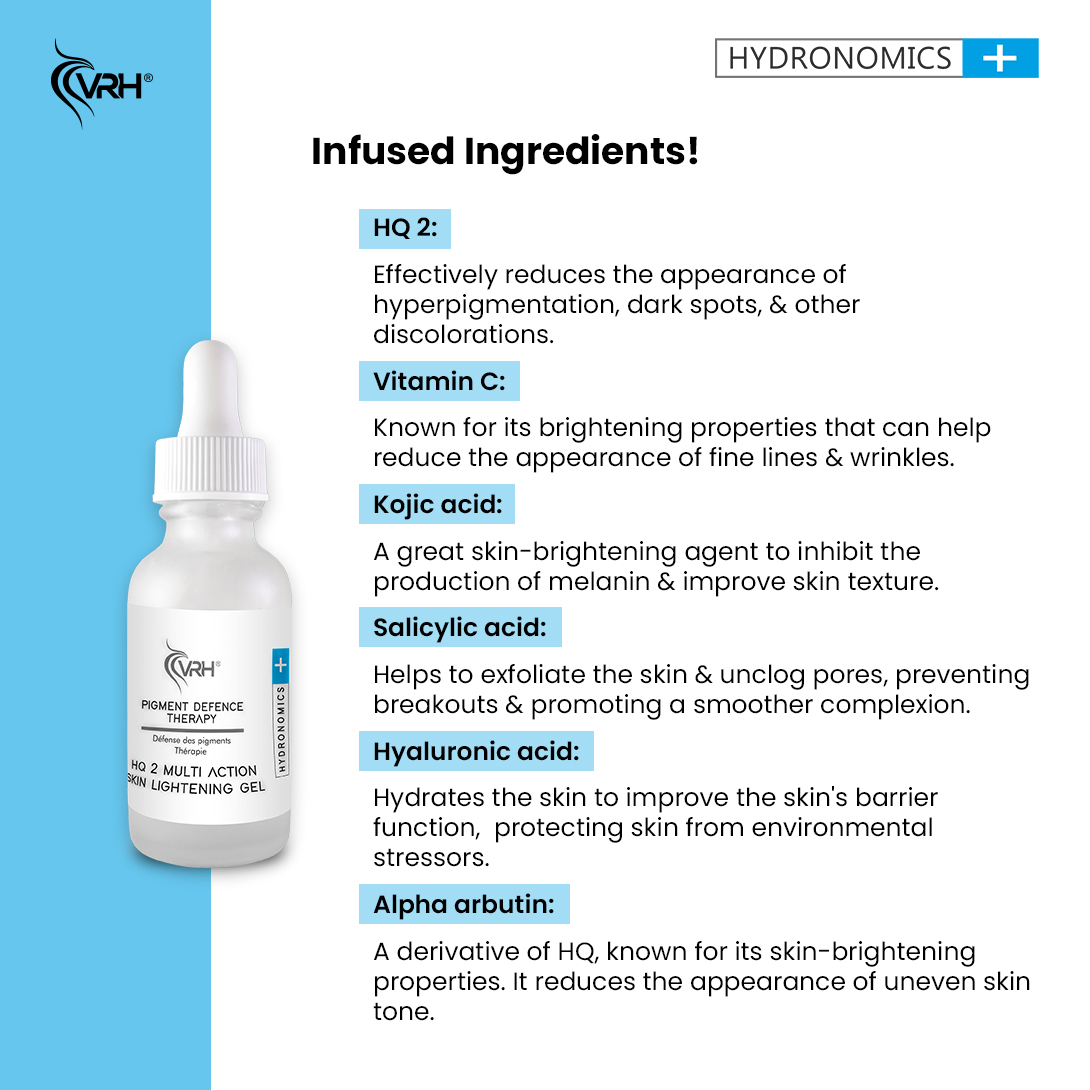 VRH®
HYDRONOMICS +
Infused Ingredients!
HQ 2:
Effectively reduces the appearance of
hyperpigmentation, dark spots, & other
discolorations.
Vitamin C:
Known for its brightening properties that can help
reduce the appearance of fine lines & wrinkles.
Kojic acid:
A great skin-brightening agent to inhibit the
production of melanin & improve skin texture.
Salicylic acid:
Helps to exfoliate the skin & unclog pores, preventing
breakouts & promoting a smoother complexion.
Hyaluronic acid:
Hydrates the skin to improve the skin's barrier
function,  protecting skin from environmental
stressors.
Alpha arbutin:
A derivative of HQ, known for its skin-brightening
properties. It reduces the appearance of uneven skin
tone.
VRH®
PIGMENT DEFENCE
THERAPY
Défense des pigments
Thérapie
HQ 2 MULTI ACTION
SKIN LIGHTENING GEL
HYDRONOMICS +